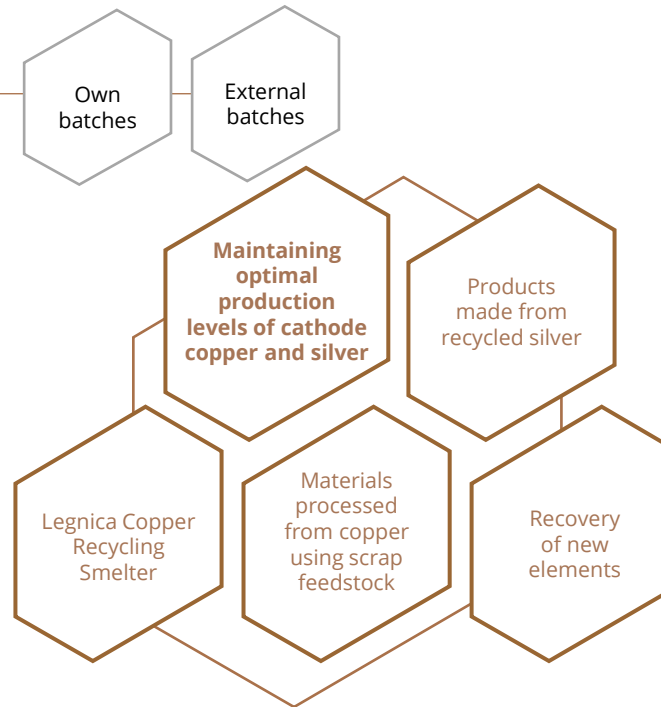 Own
batches
External
batches
Maintaining
optimal
production
levels of cathode
copper and silver
Products
made from
recycled silver
Legnica Copper
Recycling
Smelter
Materials
processed
from copper
using scrap
feedstock
Recovery
of new
elements